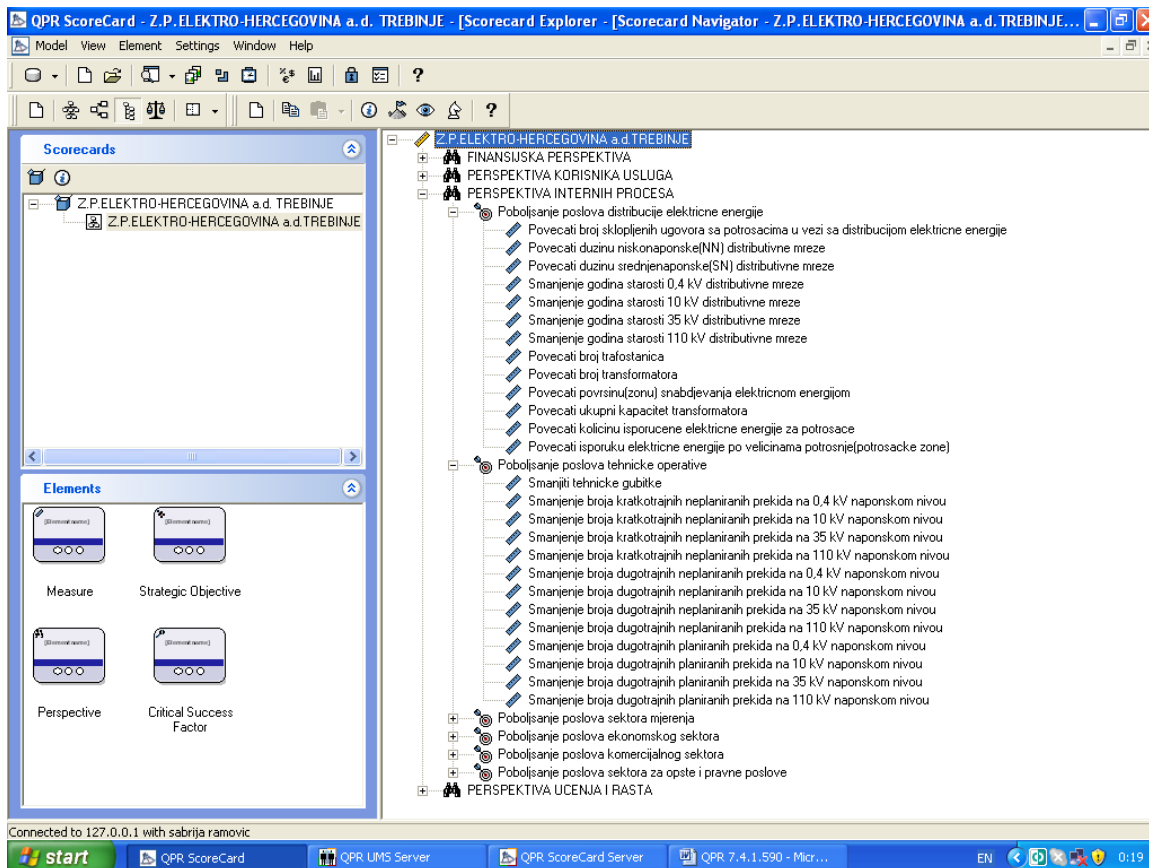 QPR ScoreCard - Z.P.ELEKTRO-HERCEGOVINA a.d. TREBINJE - [Scorecard Explorer - [Scorecard Navigator - Z.P.ELEKTRO-HERCEGOVINA a.d.TREBINJE...
Model View Element Settings Window Help
Scorecards
Z.P.ELEKTRO-HERCEGOVINA a.d. TREBINJE
Z.P.ELEKTRO-HERCEGOVINA a.d.TREBINJE
Elements
[Element name]
[Element name]
Measure
Strategic Objective
[Element name]
[Element name]
Perspective
Critical Success
Factor
Z.P.ELEKTRO-HERCEGOVINA a.d.TREBINJE
FINANSIJSKA PERSPEKTIVA
PERSPEKTIVA KORISNIKA USLUGA
PERSPEKTIVA INTERNIH PROCESA
Poboljsanje poslova distribucije elektricne energije
Povecati broj sklopljenih ugovora sa potrosacima u vezi sa distribucijom elektricne energije
Povecati duzinu niskonaponske(NN) distributivne mreze
Povecati duzinu srednjenaponske(SN) distributivne mreze
Smanjenje godina starosti 0,4 kV distributivne mreze
Smanjenje godina starosti 10 kV distributivne mreze
Smanjenje godina starosti 35 kV distributivne mreze
Smanjenje godina starosti 110 kV distributivne mreze
Povecati broj trafostanica
Povecati broj transformatora
Povecati povrsinu(zonu) snabdjevanja elektricnom energijom
Povecati ukupni kapacitet transformatora
Povecati kolicinu isporucene elektricne energije za potrosace
Povecati isporuku elektricne energije po velicinama potrosnje(potrosacke zone)
Poboljsanje poslova tehnicke operative
Smanjiti tehnicke gubitke
Smanjenje broja kratkotrajnih neplaniranih prekida na 0,4 kV naponskom nivou
Smanjenje broja kratkotrajnih neplaniranih prekida na 10 kV naponskom nivou
Smanjenje broja kratkotrajnih neplaniranih prekida na 35 kV naponskom nivou
Smanjenje broja kratkotrajnih neplaniranih prekida na 110 kV naponskom nivou
Smanjenje broja dugotrajnih neplaniranih prekida na 0,4 kV naponskom nivou
Smanjenje broja dugotrajnih neplaniranih prekida na 10 kV naponskom nivou
Smanjenje broja dugotrajnih neplaniranih prekida na 35 kV naponskom nivou
Smanjenje broja dugotrajnih neplaniranih prekida na 110 kV naponskom nivou
Smanjenje broja dugotrajnih planiranih prekida na 0,4 kV naponskom nivou
Smanjenje broja dugotrajnih planiranih prekida na 10 kV naponskom nivou
Smanjenje broja dugotrajnih planiranih prekida na 35 kV naponskom nivou
Smanjenje broja dugotrajnih planiranih prekida na 110 kV naponskom nivou
Poboljsanje poslova sektora mjerenja
Poboljsanje poslova ekonomskog sektora
Poboljsanje poslova komercijalnog sektora
Poboljsanje poslova sektora za opste i pravne poslove
PERSPEKTIVA UCENJA I RASTA
Connected to 127.0.0.1 with sabrija ramovic
start QPR ScoreCard QPR UMS Server QPR ScoreCard Server QPR 7.4.1.590 - Micr... EN 0:19